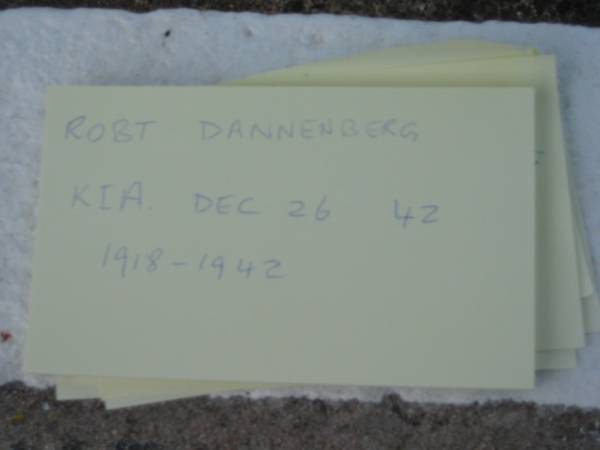 ROBT DANNENBERG
KIA. DEC 26 42
1918-1942